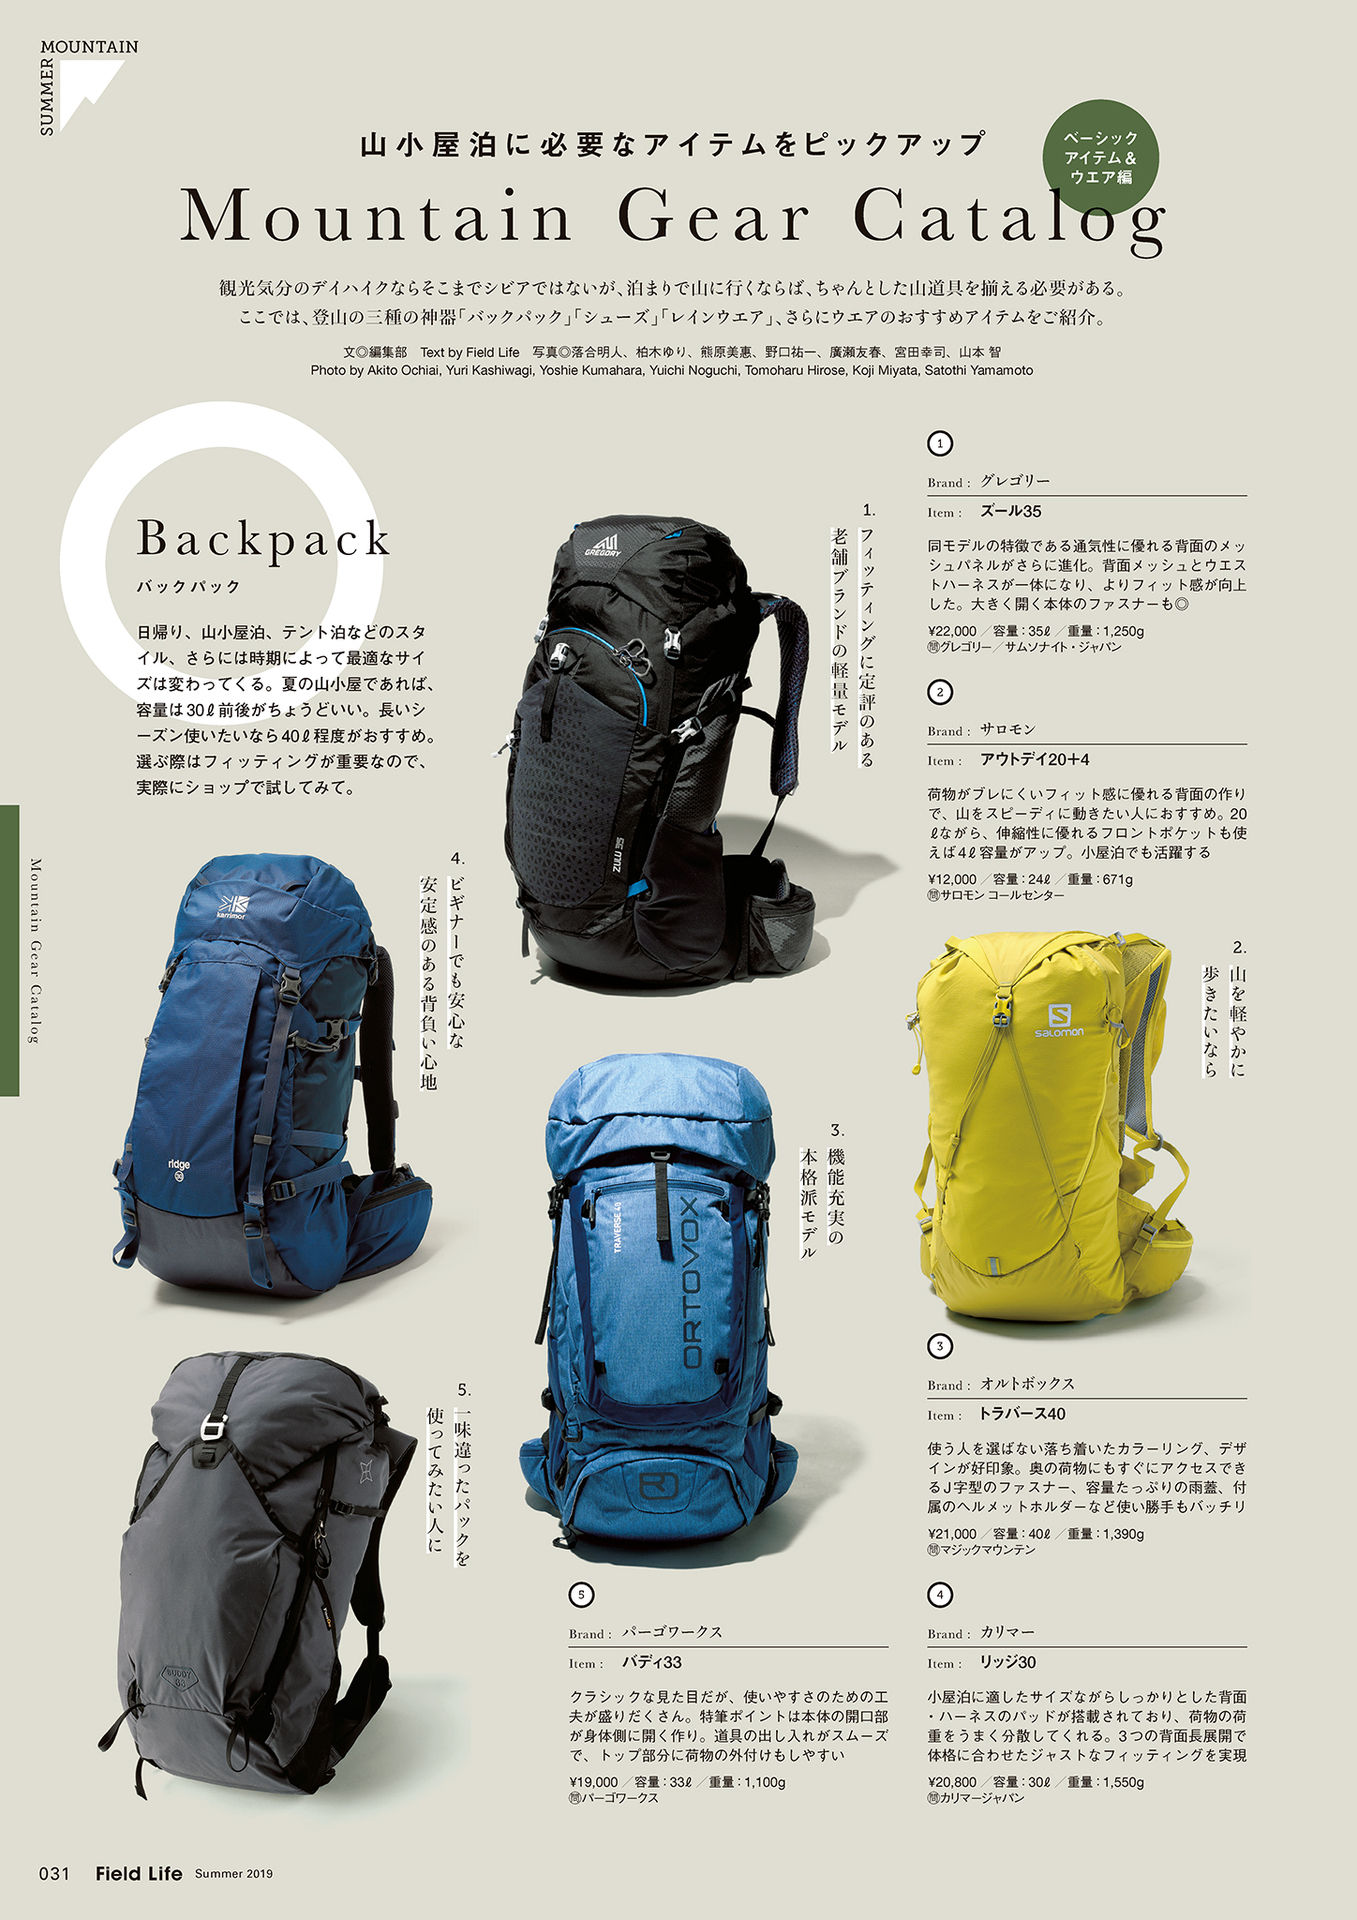 MOUNTAIN
SUMMER
山小屋泊に必要なアイテムをピックアップ
ベーシック
アイテム&
ウエア編
Mountain Gear Catalog
観光気分のデイハイクならそこまでシビアではないが、泊まりで山に行くならば、ちゃんとした山道具を揃える必要がある。
ここでは、登山の三種の神器「バックパック」「シューズ」「レインウエア」、さらにウエアのおすすめアイテムをご紹介。
文◎編集部　Text by Field Life　写真◎落合明人、柏木ゆり、熊原美惠、野口祐一、廣瀬友春、宮田幸司、山本 智
Photo by Akito Ochiai, Yuri Kashiwagi, Yoshie Kumahara, Yuichi Noguchi, Tomoharu Hirose, Koji Miyata, Satothi Yamamoto
Backpack
バックパック
日帰り、山小屋泊、テント泊などのスタ
イル、さらには時期によって最適なサイ
ズは変わってくる。夏の山小屋であれば、
容量は30ℓ前後がちょうどいい。長いシ
ーズン使いたいなら40ℓ程度がおすすめ。
選ぶ際はフィッティングが重要なので、
実際にショップで試してみて。
1.
フィッティングに定評のある
老舗ブランドの軽量モデル
GREGORY
ZULU 35
1
Brand : グレゴリー
Item : ズール35
同モデルの特徴である通気性に優れる背面のメッ
シュパネルがさらに進化。背面メッシュとウエス
トハーネスが一体になり、よりフィット感が向上
した。大きく開く本体のファスナーも◎
¥22,000／容量：35ℓ／重量：1,250g
㉄グレゴリー／サムソナイト・ジャパン
2
Brand : サロモン
Item : アウトデイ20+4
荷物がブレにくいフィット感に優れる背面の作り
で、山をスピーディに動きたい人におすすめ。20
ℓながら、伸縮性に優れるフロントポケットも使
えば4ℓ容量がアップ。小屋泊でも活躍する
¥12,000／容量：24ℓ／重量：671g
㉄サロモン コールセンター
2.
山を軽やかに
歩きたいなら
SALOMON
4.
ビギナーでも安心な
安定感のある背負い心地
karrimor
ridge
30
3.
機能充実の
本格派モデル
TRAVERSE 40
ORTOVOX
3
Brand : オルトボックス
Item : トラバース40
使う人を選ばない落ち着いたカラーリング、デザ
インが好印象。奥の荷物にもすぐにアクセスでき
るJ字型のファスナー、容量たっぷりの雨蓋、付
属のヘルメットホルダーなど使い勝手もバッチリ
¥21,000／容量：40ℓ／重量：1,390g
㉄マジックマウンテン
5.
一味違ったパックを
使ってみたい人に
BUDDY
33
5
Brand : パーゴワークス
Item : バディ33
クラシックな見た目だが、使いやすさのための工
夫が盛りだくさん。特筆ポイントは本体の開口部
が身体側に開く作り。道具の出し入れがスムーズ
で、トップ部分に荷物の外付けもしやすい
¥19,000／容量：33ℓ／重量：1,100g
㉄パーゴワークス
4
Brand : カリマー
Item : リッジ30
小屋泊に適したサイズながらしっかりとした背面
・ハーネスのパッドが搭載されており、荷物の荷
重をうまく分散してくれる。3つの背面長展開で
体格に合わせたジャストなフィッティングを実現
¥20,800／容量：30ℓ／重量：1,550g
㉄カリマージャパン
Mountain Gear Catalog
031 Field Life Summer 2019